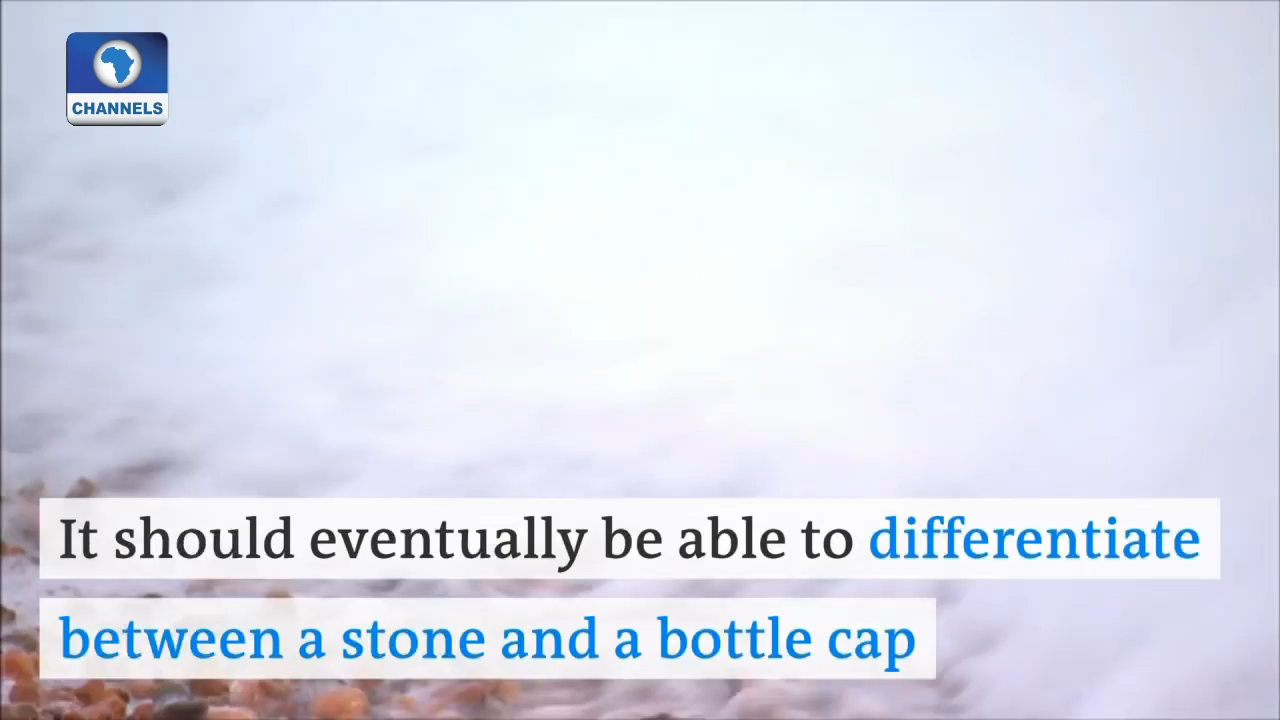 CHANNELS
It should eventually be able to differentiate
between a stone and a bottle cap